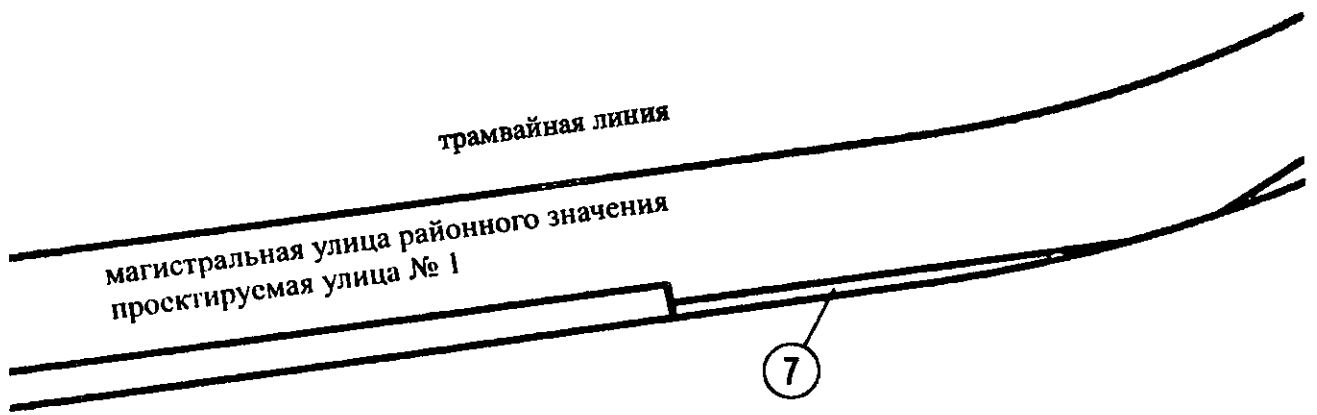 трамвайная линия
магистральная улица районного значения
проектируемая улица № 1
7